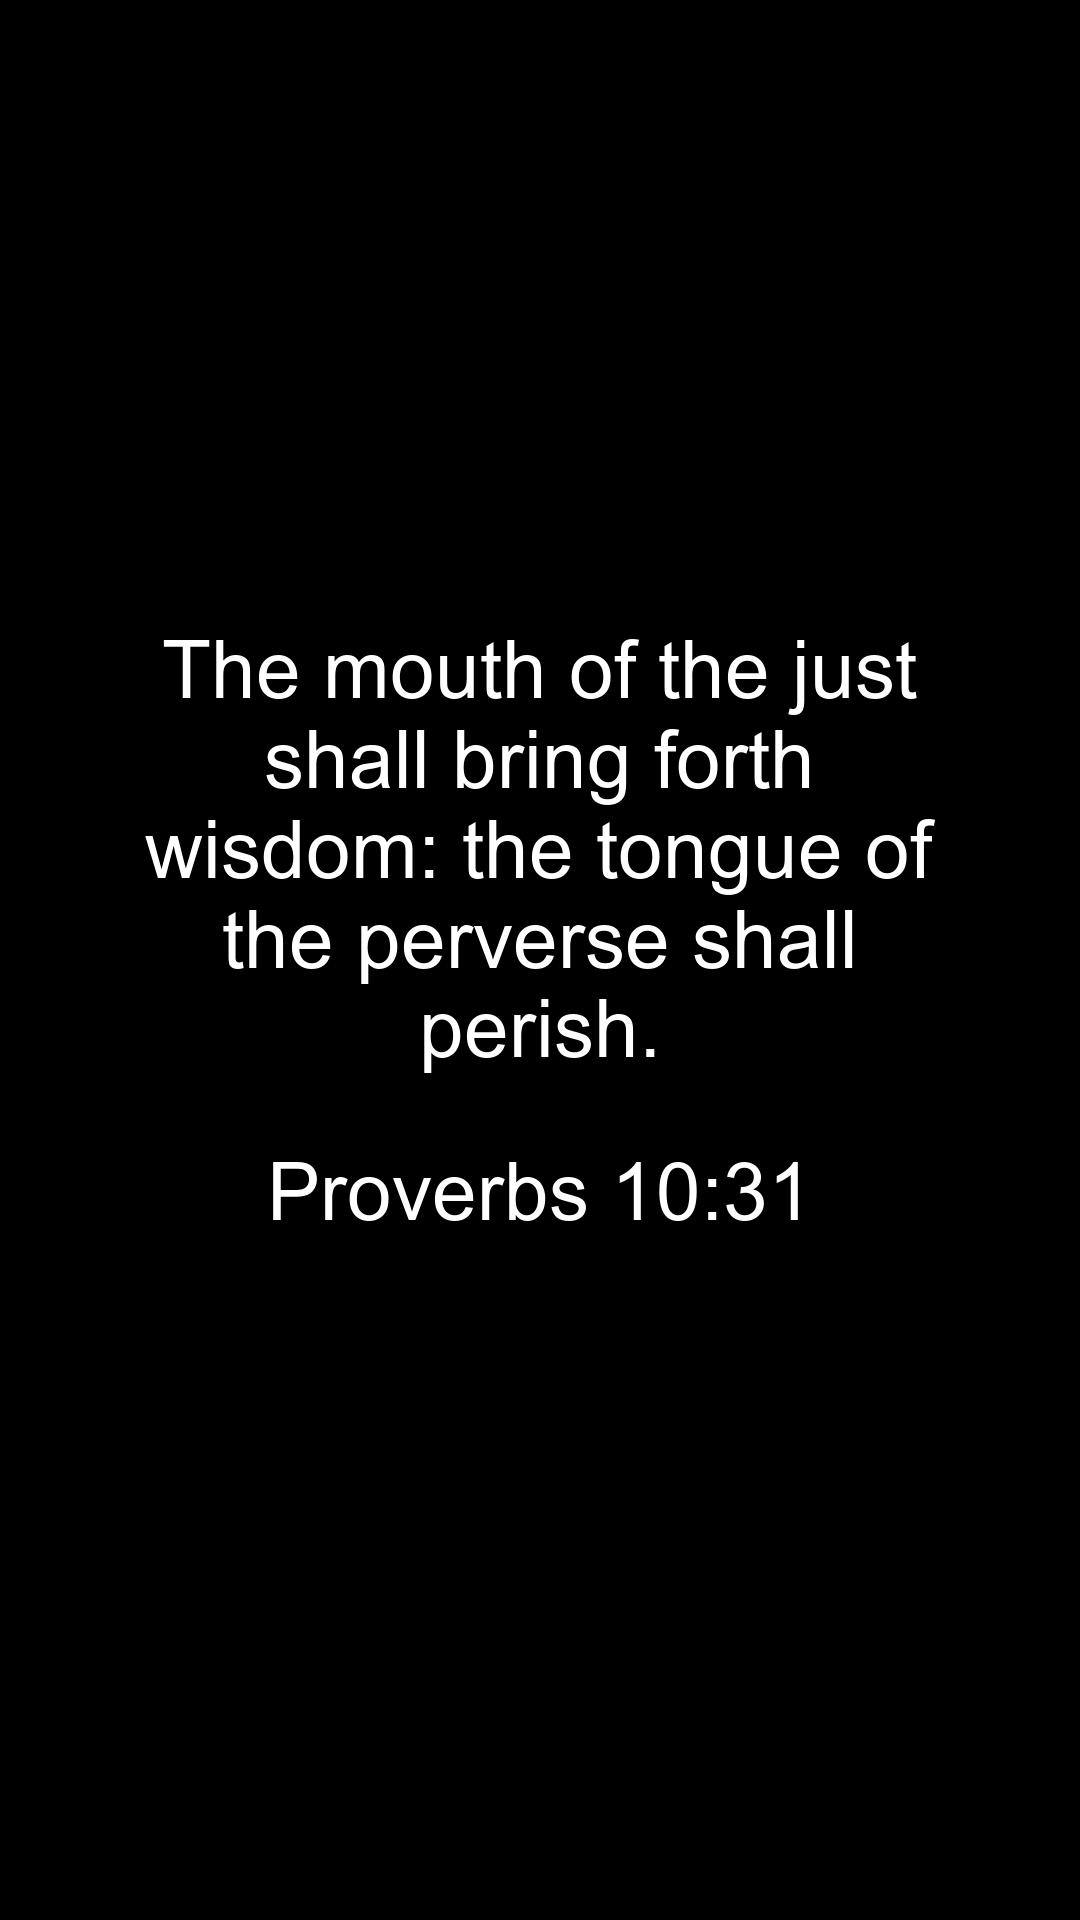 The mouth of the just
shall bring forth
wisdom: the tongue of
the perverse shall
perish.
Proverbs 10:31